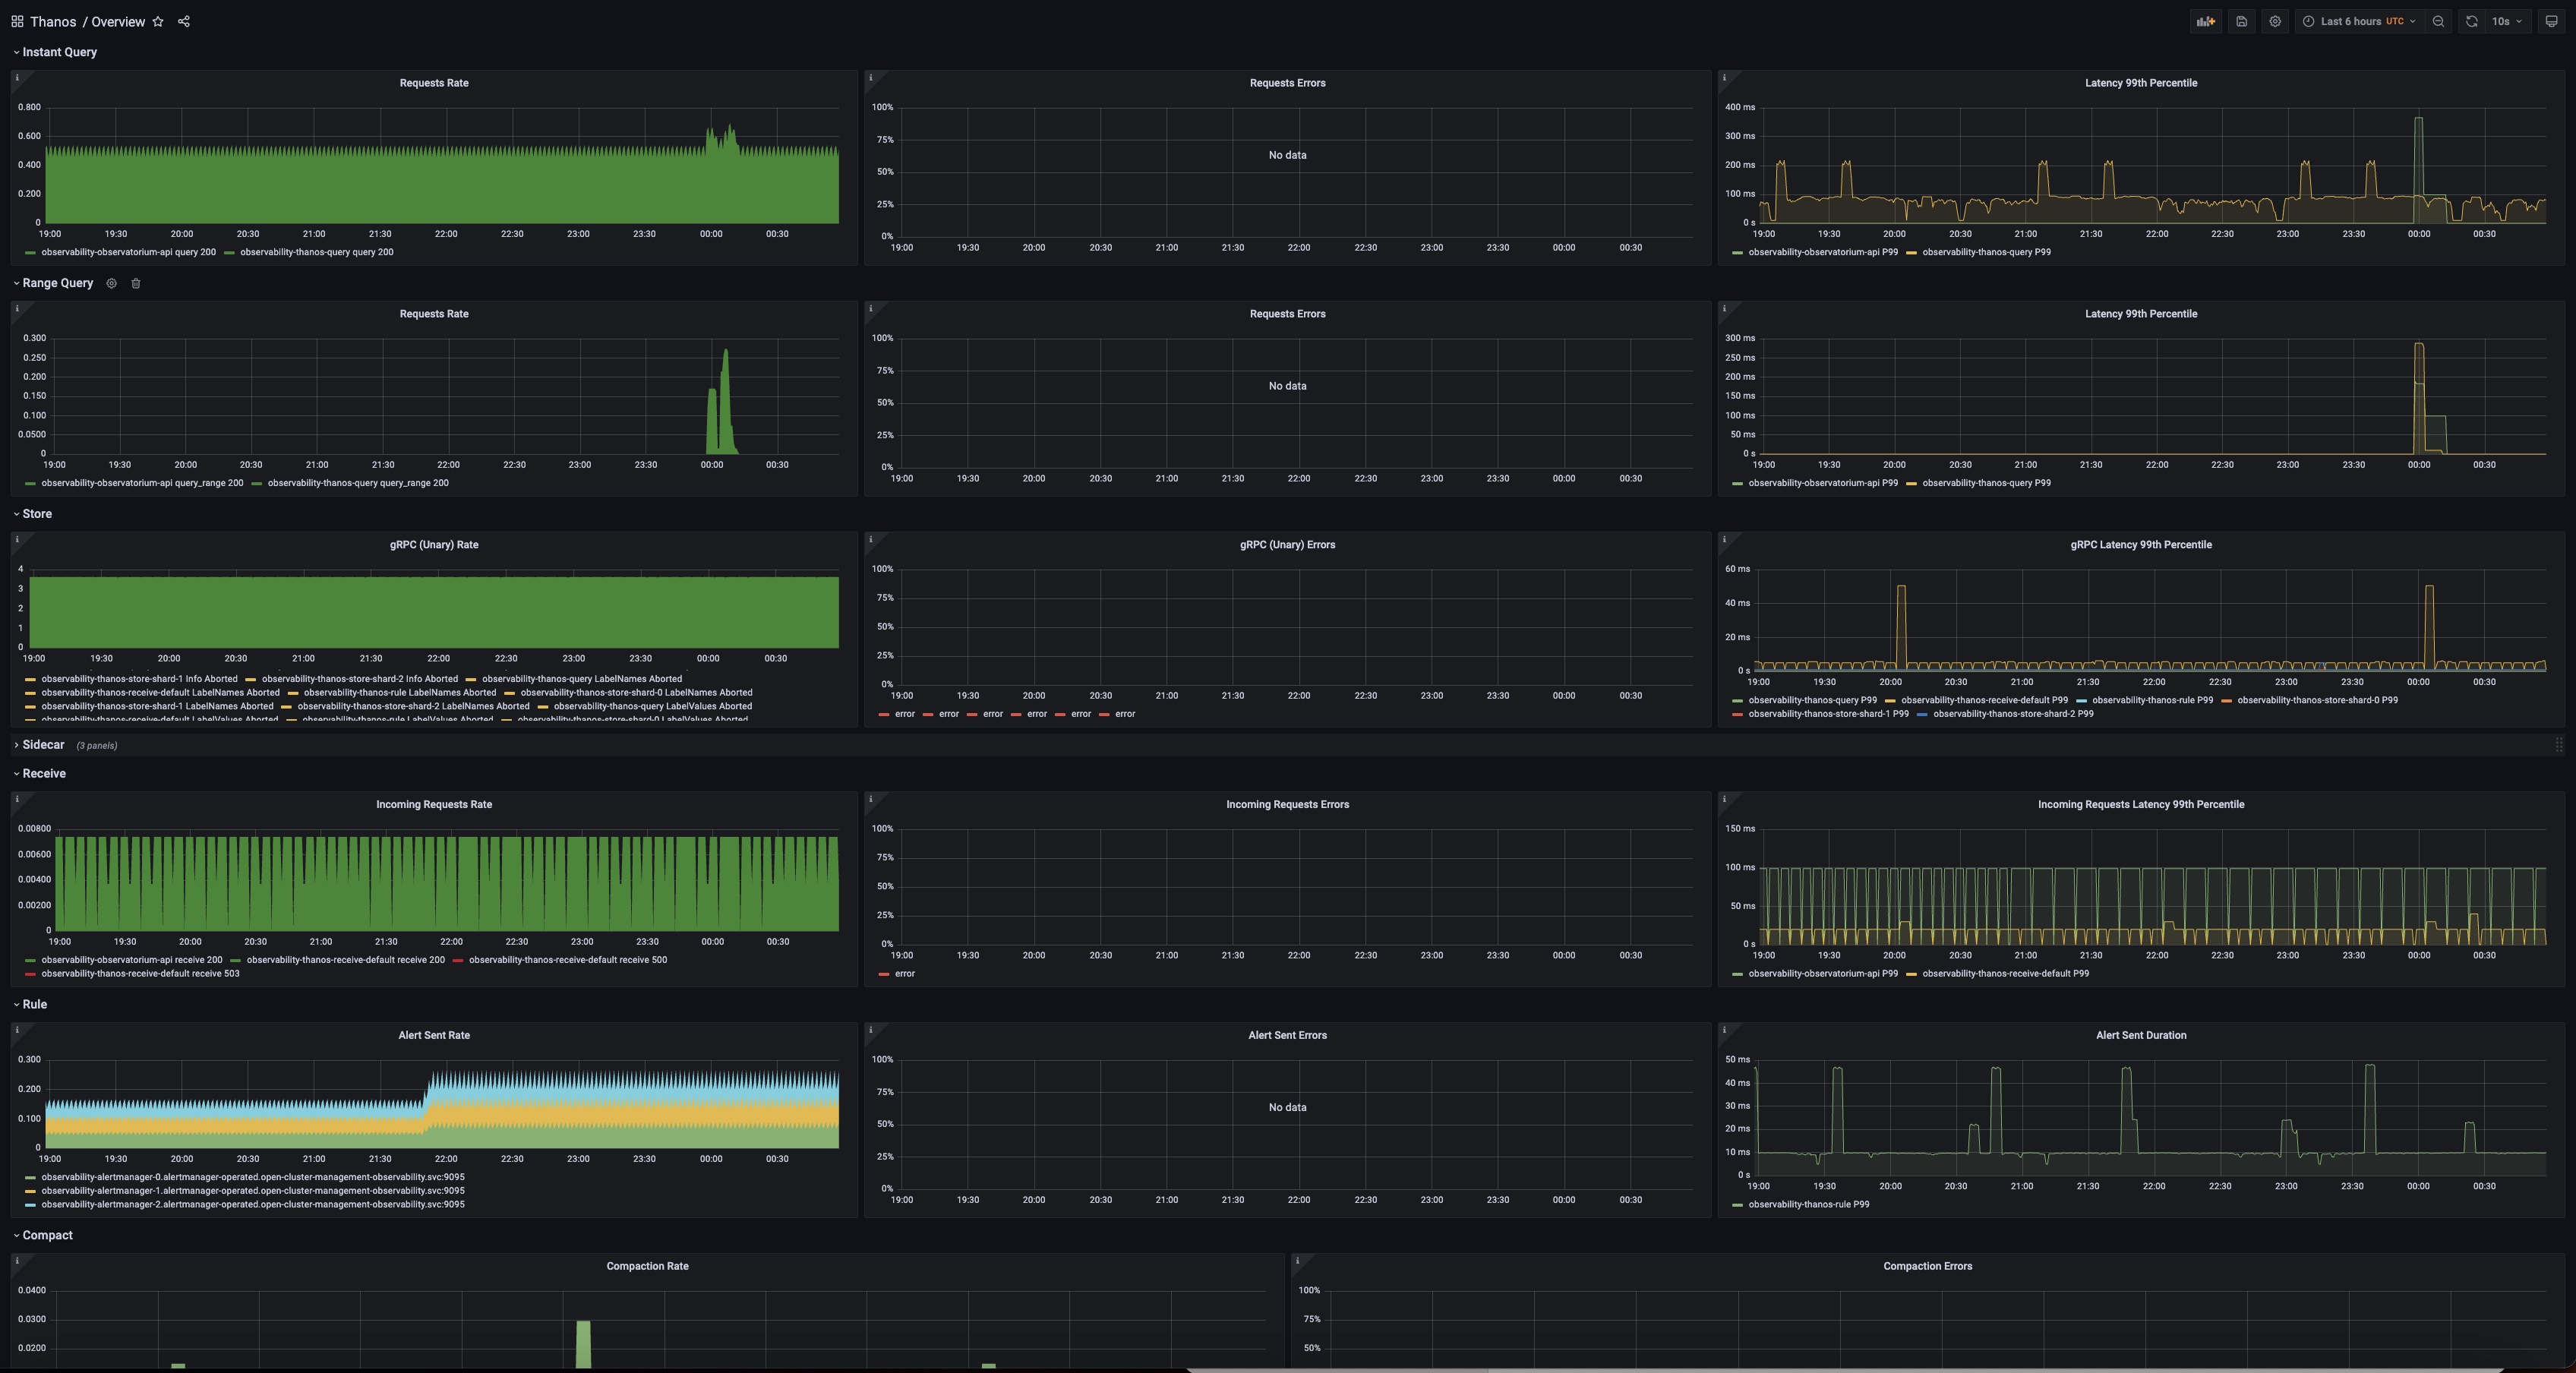 Thanos / Overview
Last 6 hours UTC
10s
Instant Query
Requests Rate
0.800
0.600
0.400
0.200
0
19:00 19:30 20:00 20:30 21:00 21:30 22:00 22:30 23:00 23:30 00:00 00:30
observability-observatorium-api query 200 observability-thanos-query query 200
Requests Errors
100%
75%
No data
50%
25%
0%
19:00 19:30 20:00 20:30 21:00 21:30 22:00 22:30 23:00 23:30 00:00 00:30
Latency 99th Percentile
400 ms
300 ms
200 ms
100 ms
0 s
19:00 19:30 20:00 20:30 21:00 21:30 22:00 22:30 23:00 23:30 00:00 00:30
observability-observatorium-api P99 observability-thanos-query P99
Range Query
Requests Rate
0.300
0.250
0.200
0.150
0.100
0.0500
0
19:00 19:30 20:00 20:30 21:00 21:30 22:00 22:30 23:00 23:30 00:00 00:30
observability-observatorium-api query_range 200 observability-thanos-query query_range 200
Requests Errors
100%
75%
No data
50%
25%
0%
19:00 19:30 20:00 20:30 21:00 21:30 22:00 22:30 23:00 23:30 00:00 00:30
Latency 99th Percentile
300 ms
250 ms
200 ms
150 ms
100 ms
50 ms
0 s
19:00 19:30 20:00 20:30 21:00 21:30 22:00 22:30 23:00 23:30 00:00 00:30
observability-observatorium-api P99 observability-thanos-query P99
Store
gRPC (Unary) Rate
4
3
2
1
0
19:00 19:30 20:00 20:30 21:00 21:30 22:00 22:30 23:00 23:30 00:00 00:30
observability-thanos-store-shard-1 Info Aborted observability-thanos-store-shard-2 Info Aborted observability-thanos-query LabelNames Aborted
observability-thanos-receive-default LabelNames Aborted observability-thanos-rule LabelNames Aborted observability-thanos-store-shard-0 LabelNames Aborted
observability-thanos-store-shard-1 LabelNames Aborted observability-thanos-store-shard-2 LabelNames Aborted observability-thanos-query LabelValues Aborted
observability-thanos-receive-default LabelValues Aborted observability-thanos-rule LabelValues Aborted observability-thanos-store-shard-0 LabelValues Aborted
gRPC (Unary) Errors
100%
75%
50%
25%
0%
19:00 19:30 20:00 20:30 21:00 21:30 22:00 22:30 23:00 23:30 00:00 00:30
error error error error error error
gRPC Latency 99th Percentile
60 ms
40 ms
20 ms
0 s
19:00 19:30 20:00 20:30 21:00 21:30 22:00 22:30 23:00 23:30 00:00 00:30
observability-thanos-query P99 observability-thanos-receive-default P99 observability-thanos-rule P99 observability-thanos-store-shard-0 P99
observability-thanos-store-shard-1 P99 observability-thanos-store-shard-2 P99
Sidecar (3 panels)
Receive
Incoming Requests Rate
0.00800
0.00600
0.00400
0.00200
0
19:00 19:30 20:00 20:30 21:00 21:30 22:00 22:30 23:00 23:30 00:00 00:30
observability-observatorium-api receive 200 observability-thanos-receive-default receive 200 observability-thanos-receive-default receive 500
observability-thanos-receive-default receive 503
Incoming Requests Errors
100%
75%
50%
25%
0%
19:00 19:30 20:00 20:30 21:00 21:30 22:00 22:30 23:00 23:30 00:00 00:30
error
Incoming Requests Latency 99th Percentile
150 ms
100 ms
50 ms
0 s
19:00 19:30 20:00 20:30 21:00 21:30 22:00 22:30 23:00 23:30 00:00 00:30
observability-observatorium-api P99 observability-thanos-receive-default P99
Rule
Alert Sent Rate
0.300
0.200
0.100
0
19:00 19:30 20:00 20:30 21:00 21:30 22:00 22:30 23:00 23:30 00:00 00:30
observability-alertmanager-0.alertmanager-operated.open-cluster-management-observability.svc:9095
observability-alertmanager-1.alertmanager-operated.open-cluster-management-observability.svc:9095
observability-alertmanager-2.alertmanager-operated.open-cluster-management-observability.svc:9095
Alert Sent Errors
100%
75%
No data
50%
25%
0%
19:00 19:30 20:00 20:30 21:00 21:30 22:00 22:30 23:00 23:30 00:00 00:30
Alert Sent Duration
50 ms
40 ms
30 ms
20 ms
10 ms
0 s
19:00 19:30 20:00 20:30 21:00 21:30 22:00 22:30 23:00 23:30 00:00 00:30
observability-thanos-rule P99
Compact
Compaction Rate
0.0400
0.0300
0.0200
Compaction Errors
100%
75%
50%